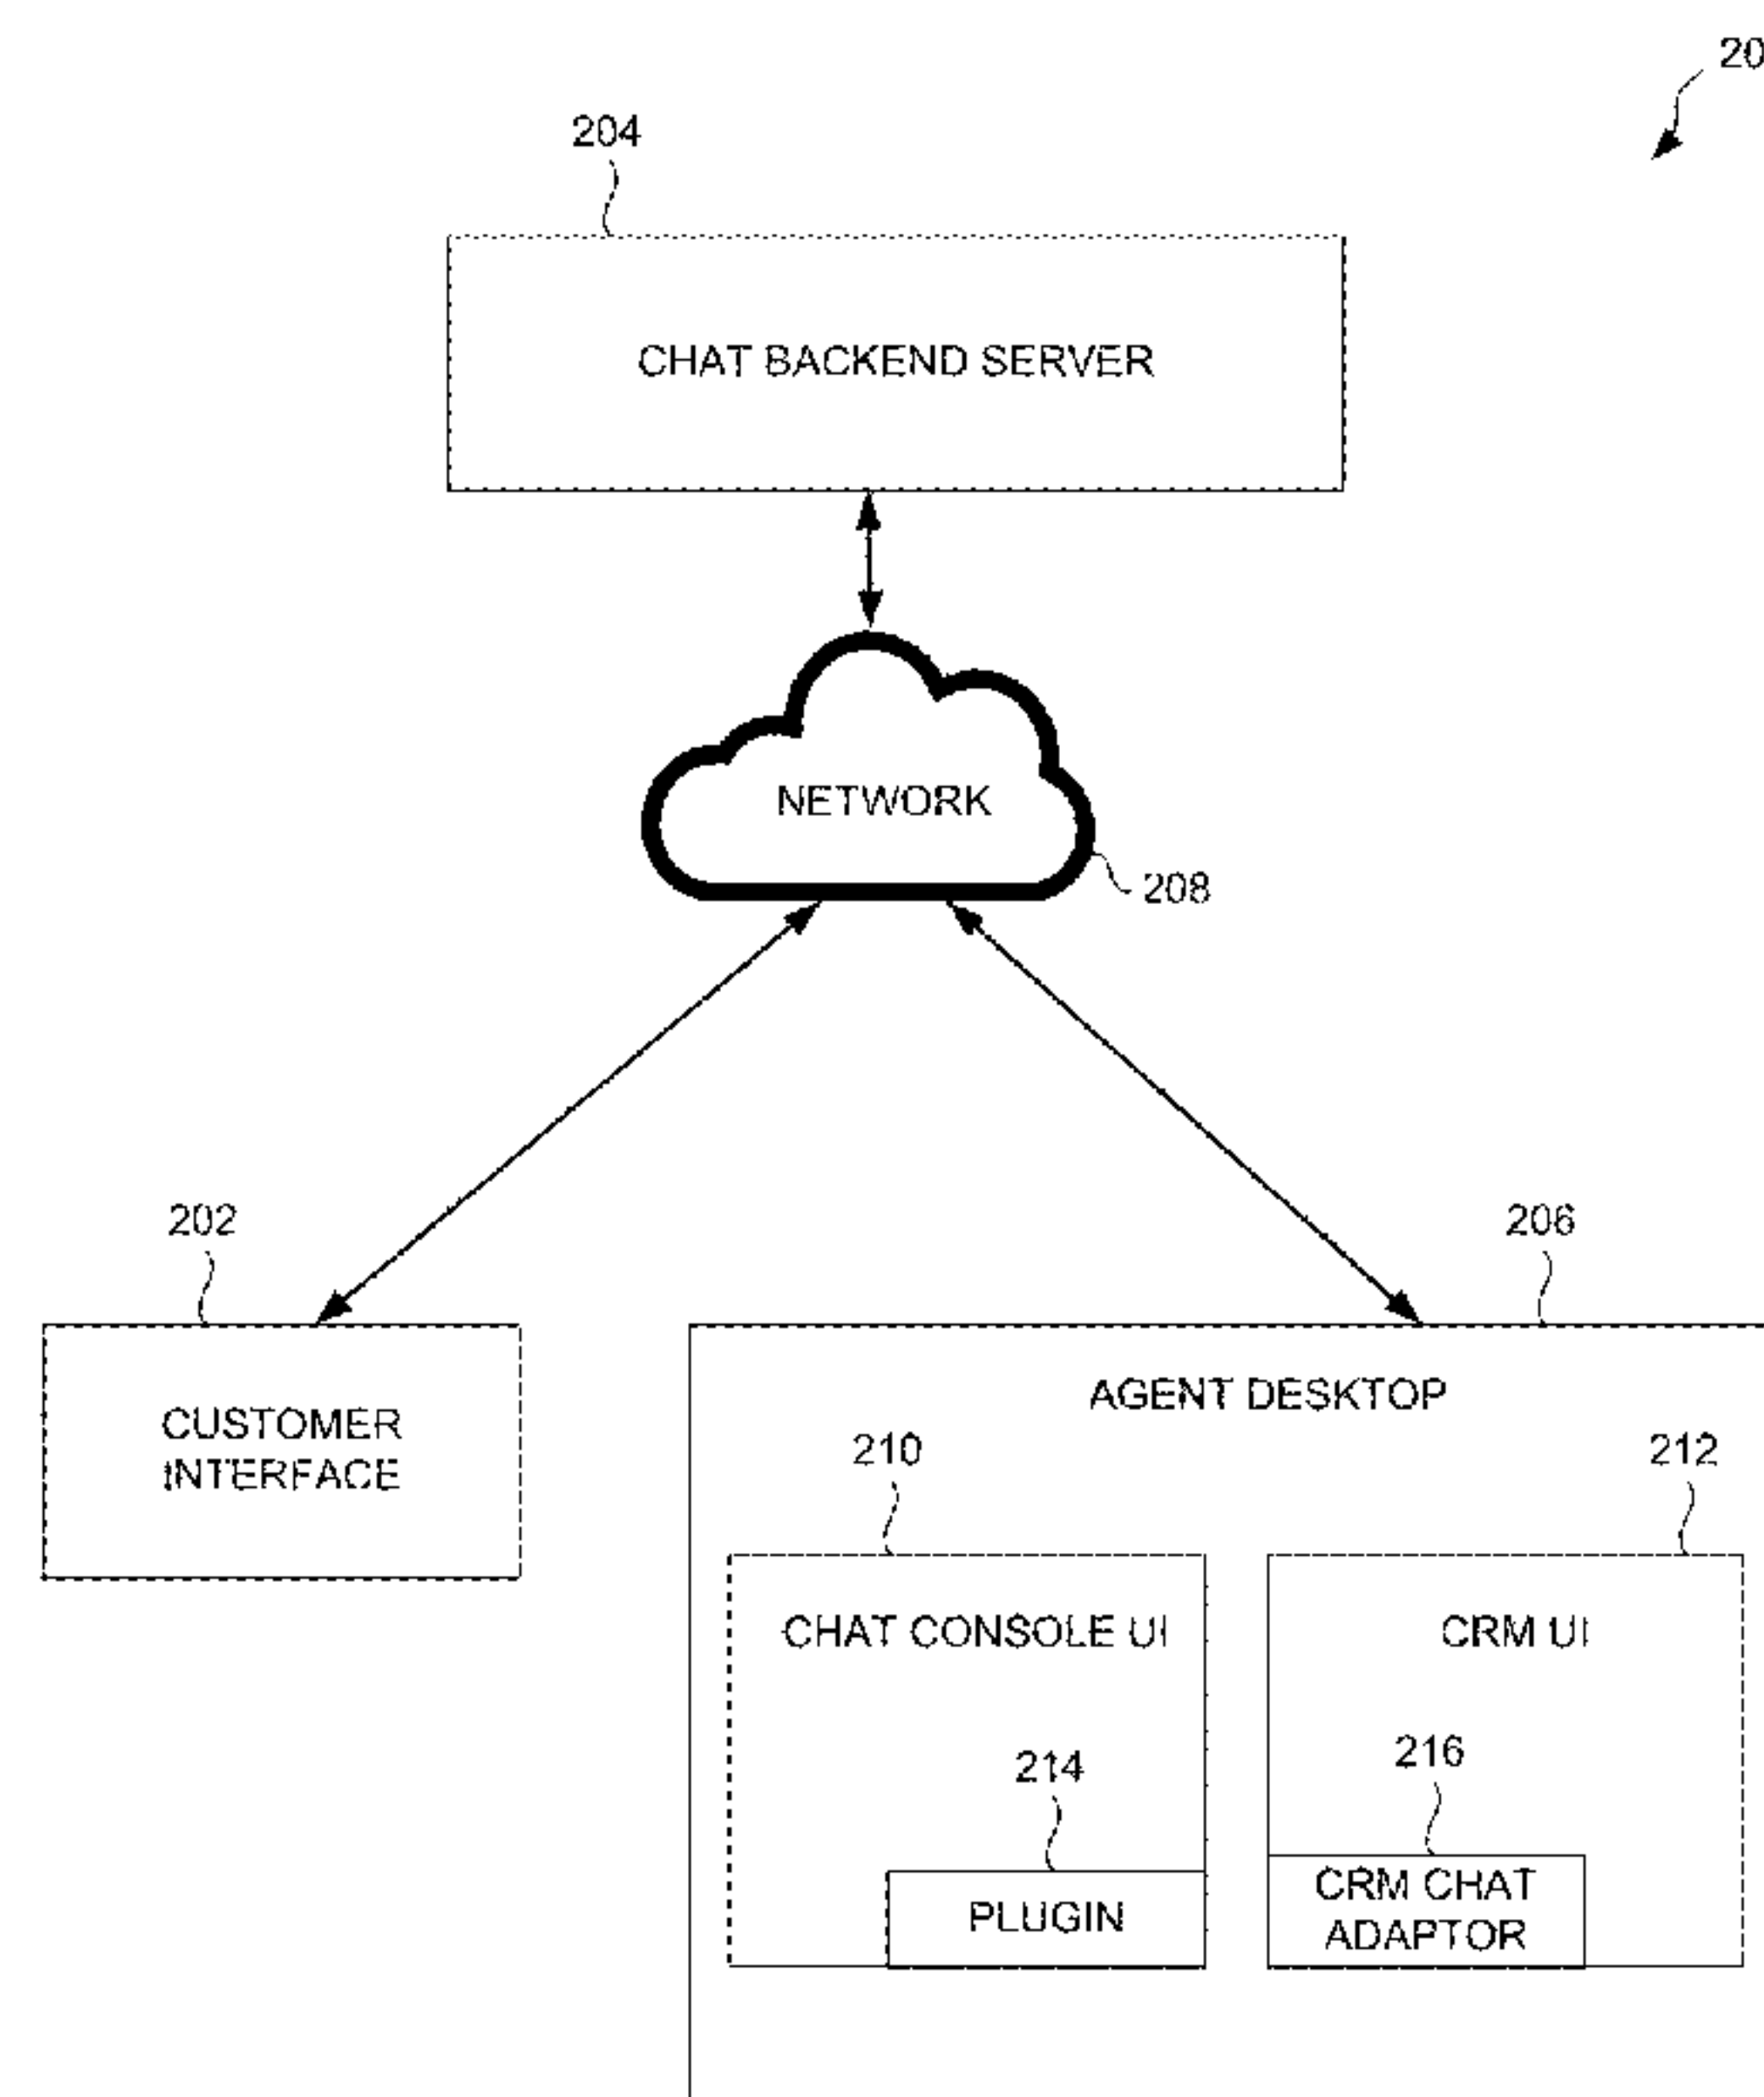 20
204
CHAT BACKEND SERVER
NETWORK
208
202
206
CUSTOMER
INTERFACE
AGENT DESKTOP
210
212
CHAT CONSOLE UI
CRM UI
214
216
PLUGIN
CRM CHAT
ADAPTOR